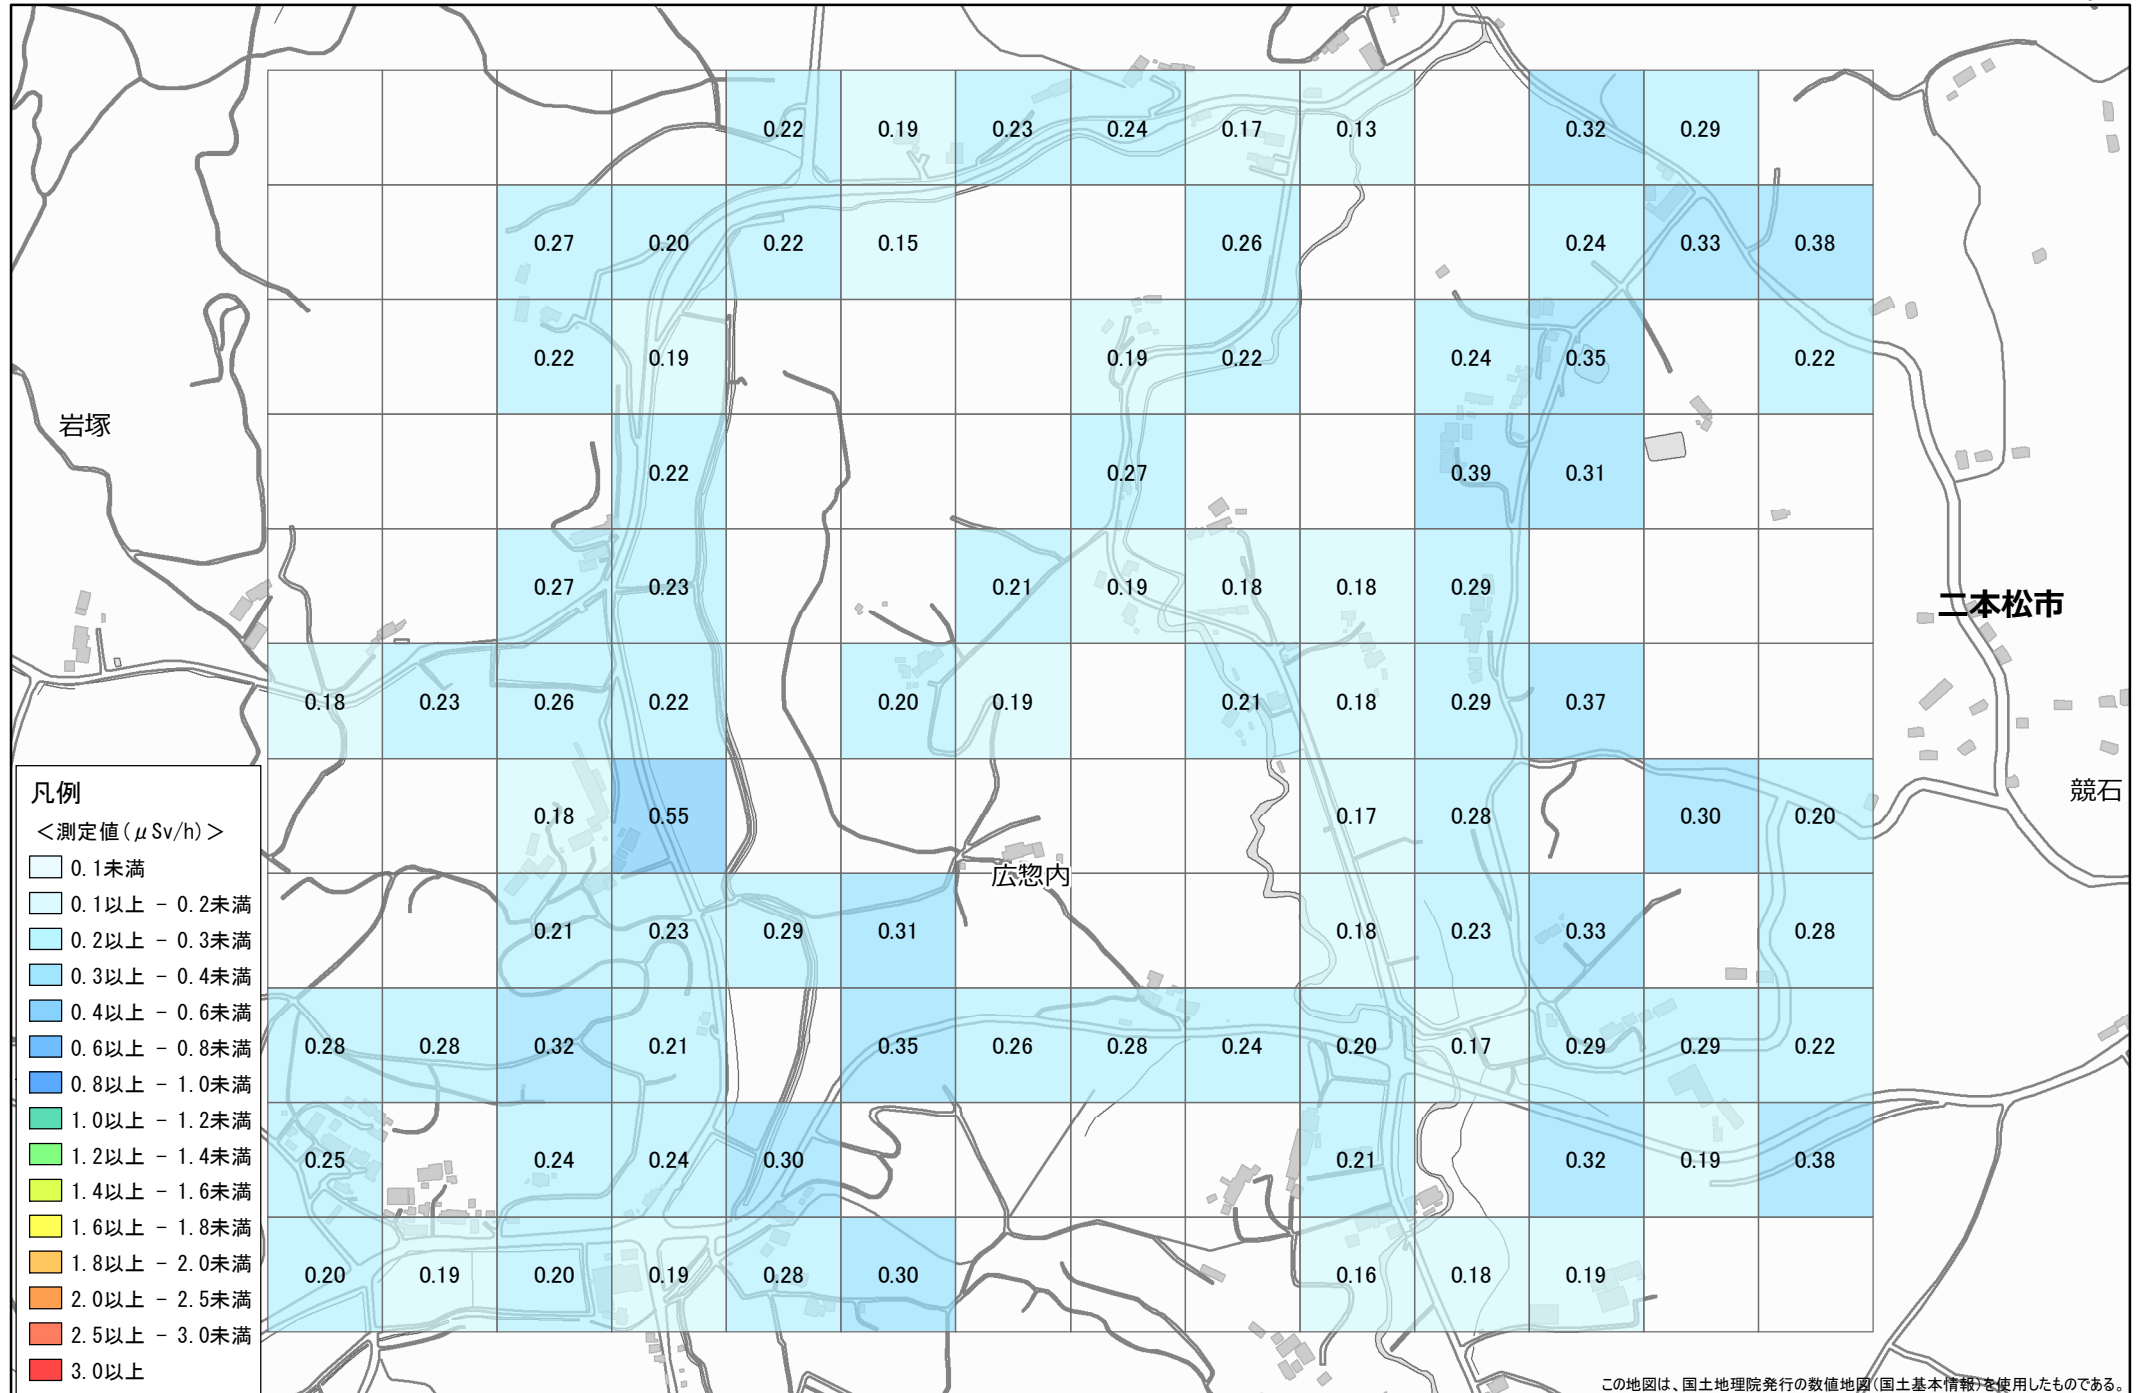 0.22 0.19 0.23 0.24 0.17 0.13 0.32 0.29
0.27 0.20 0.22 0.15 0.26 0.24 0.33 0.38
0.22 0.19 0.19 0.22 0.24 0.35 0.22
岩塚
0.22 0.27 0.39 0.31
0.27 0.23 0.21 0.19 0.18 0.18 0.29
二本松市
0.18 0.23 0.26 0.22 0.20 0.19 0.21 0.18 0.29 0.37
競石
0.18 0.55 0.17 0.28 0.30 0.20
広惣内
0.21 0.23 0.29 0.31 0.18 0.23 0.33 0.28
0.28 0.28 0.32 0.21 0.35 0.26 0.28 0.24 0.20 0.17 0.29 0.29 0.22
0.25 0.24 0.24 0.30 0.21 0.32 0.19 0.38
0.20 0.19 0.20 0.19 0.28 0.30 0.16 0.18 0.19
凡例
＜測定値(μSv/h)＞
0.1未満
0.1以上 － 0.2未満
0.2以上 － 0.3未満
0.3以上 － 0.4未満
0.4以上 － 0.6未満
0.6以上 － 0.8未満
0.8以上 － 1.0未満
1.0以上 － 1.2未満
1.2以上 － 1.4未満
1.4以上 － 1.6未満
1.6以上 － 1.8未満
1.8以上 － 2.0未満
2.0以上 － 2.5未満
2.5以上 － 3.0未満
3.0以上
この地図は、国土地理院発行の数値地図(国土基本情報)を使用したものである。